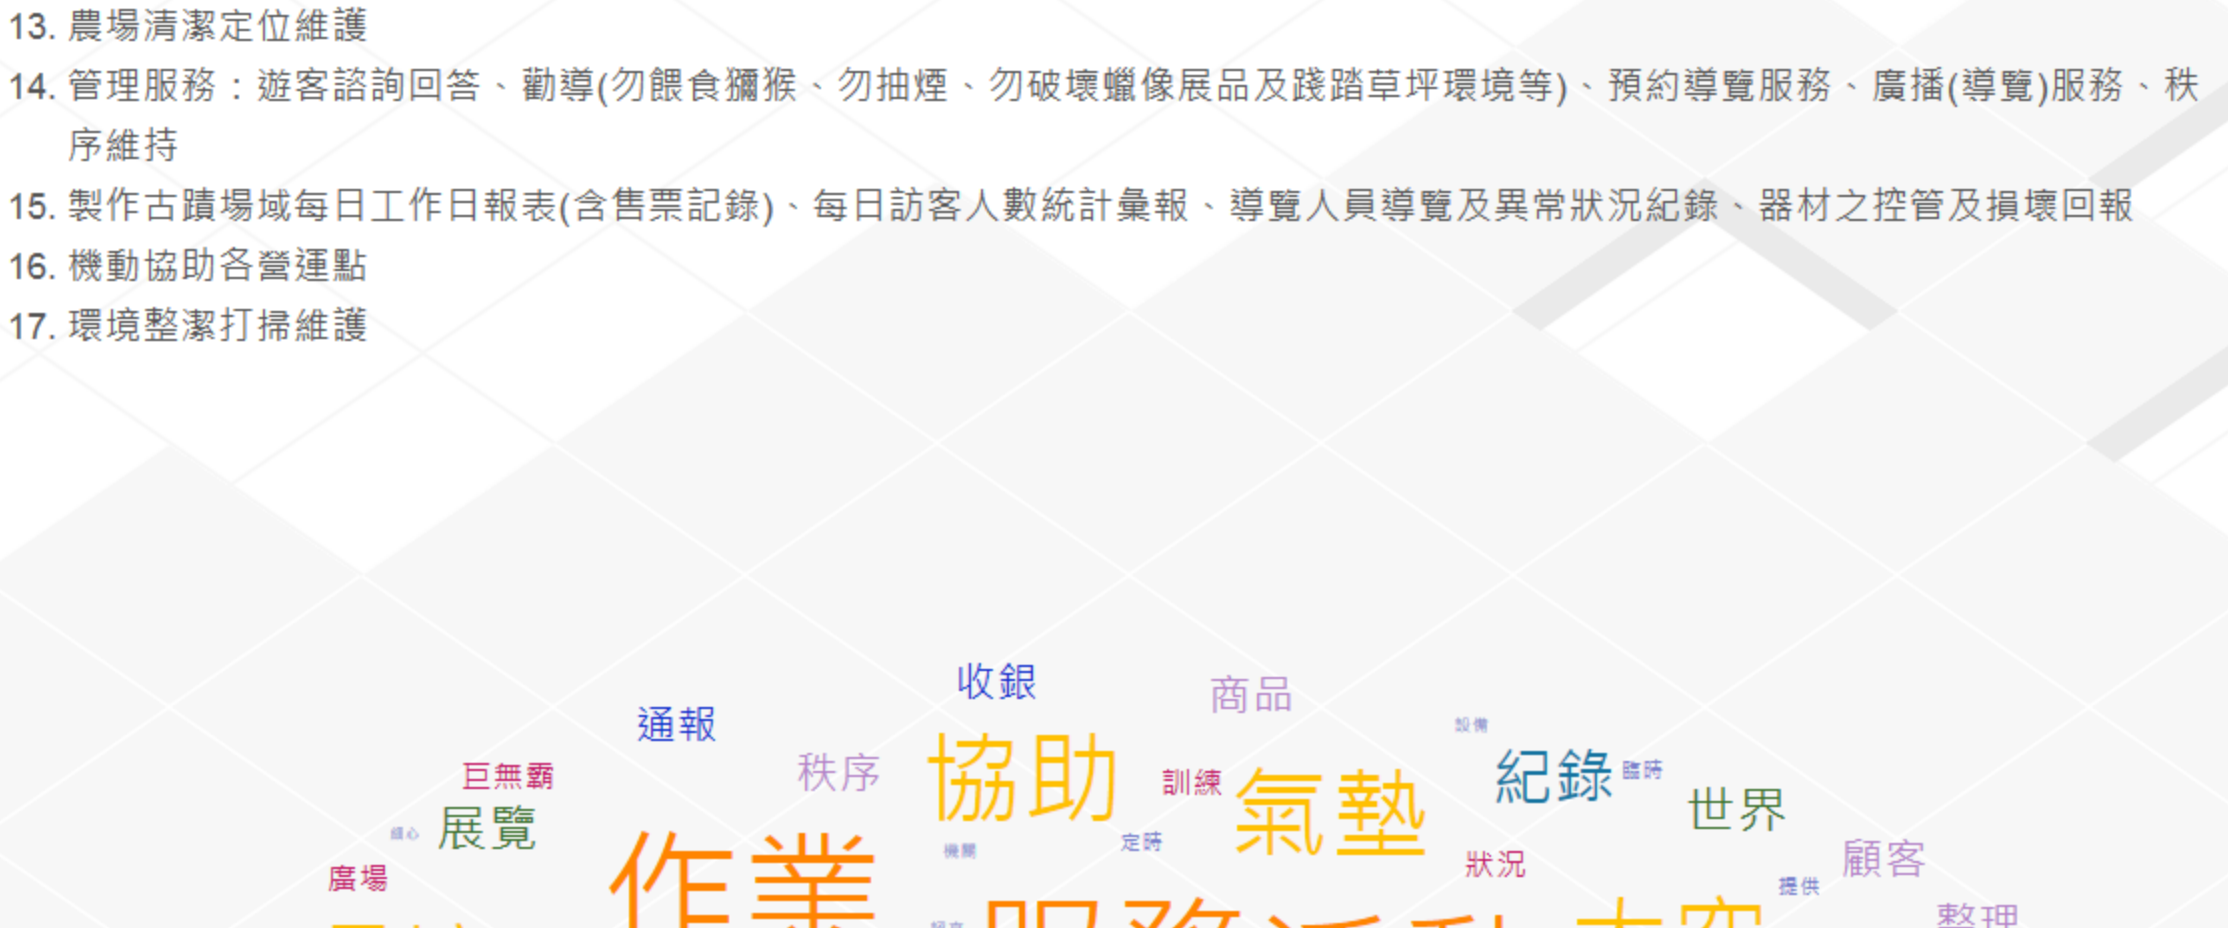 13. 農場清潔定位維護
14. 管理服務：遊客諮詢回答、勸導(勿餵食獼猴、勿抽煙、勿破壞蠟像展品及踐踏草坪環境等)、預約導覽服務、廣播(導覽)服務、秩
序維持
15. 製作古蹟場域每日工作日報表(含售票記錄)、每日訪客人數統計彙報、導覽人員導覽及異常狀況紀錄、器材之控管及損壞回報
16. 機動協助各營運點
17. 環境整潔打掃維護
收銀
商品
通報
設備
秩序
協助
訓練
氣墊
紀錄
臨時
巨無霸
世界
展覽
細心
定時
機關
作業
狀況
顧客
廣場
提供
服務
活動
太空
整理